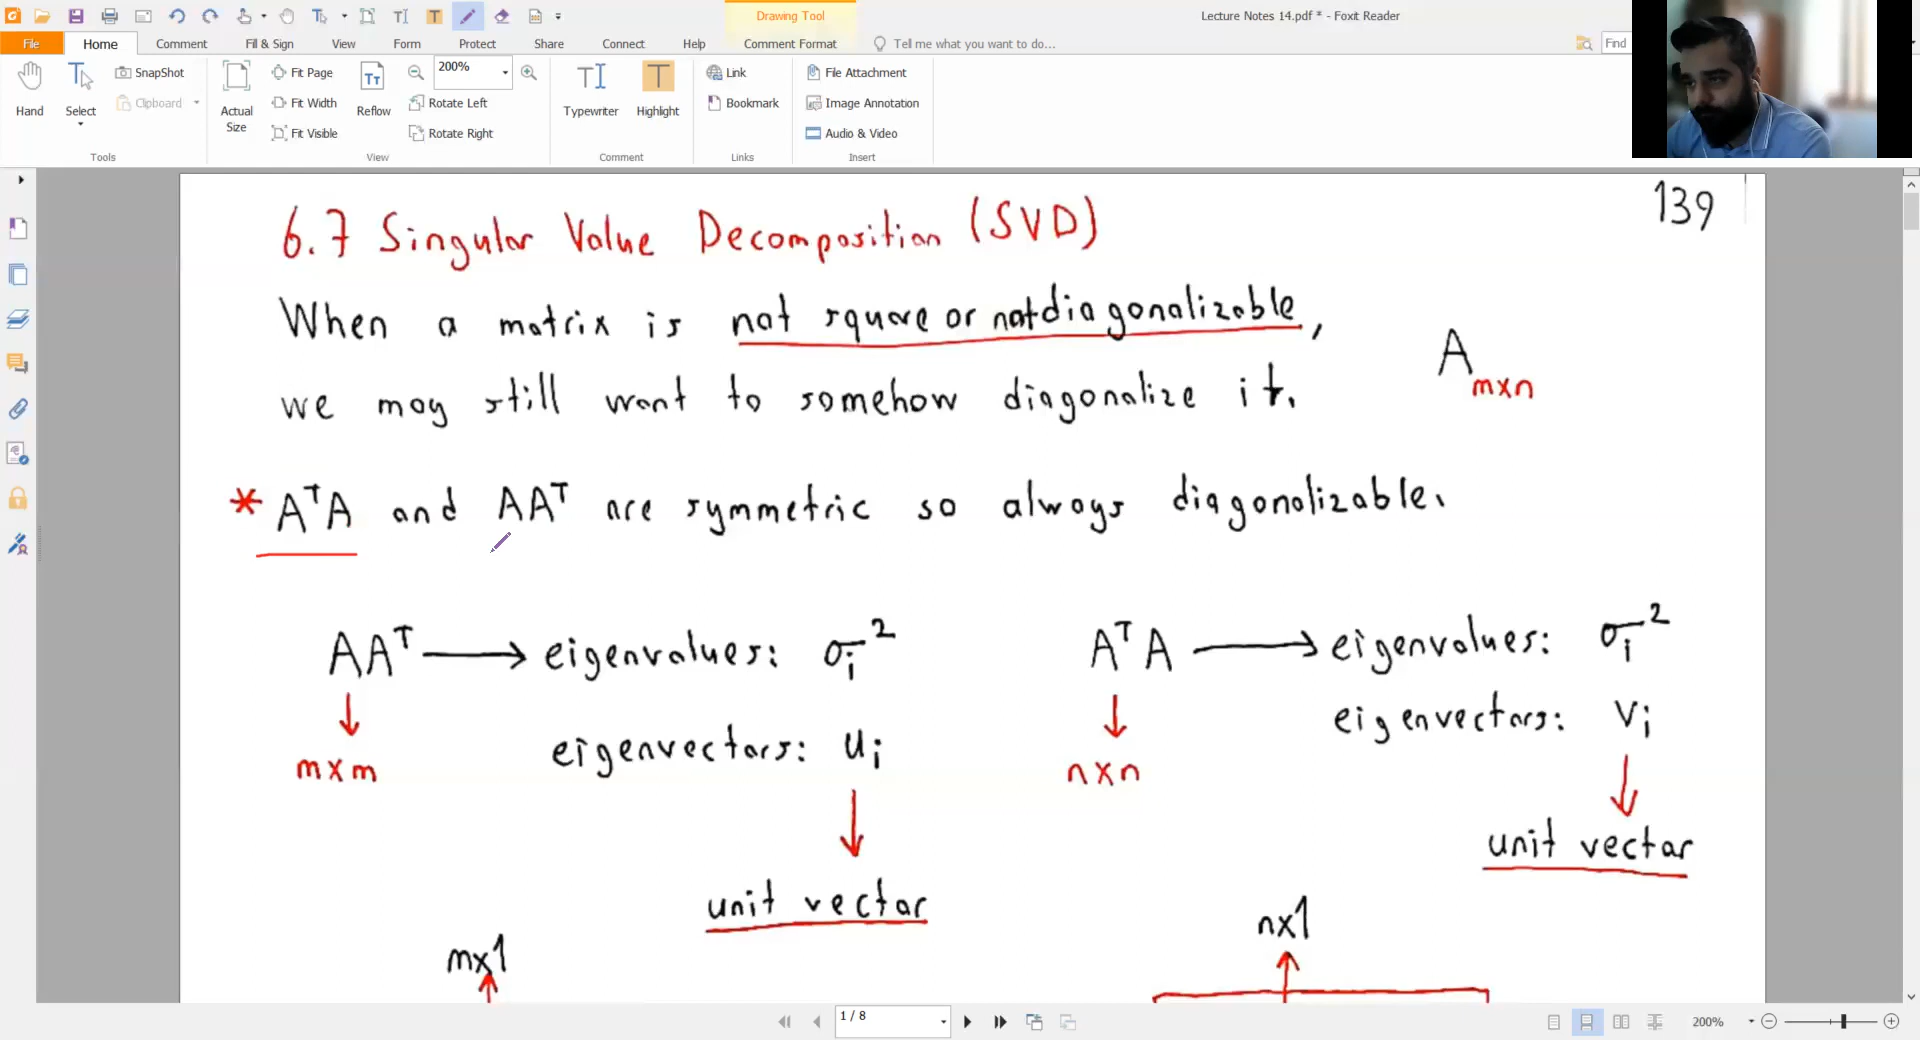 Drawing Tool
Lecture Notes 14.pdf * - Foxit Reader
File Home Comment Fill & Sign View Form Protect Share Connect Help Comment Format Tell me what you want to do... Find
Hand
Select
SnapShot
Clipboard
Tools
Actual Size
Fit Page
Fit Width
Fit Visible
Reflow
200%
Rotate Left
Rotate Right
View
Typewriter
Highlight
Comment
Link
Bookmark
Links
File Attachment
Image Annotation
Audio & Video
Insert
139
6.7 Singular Value Decomposition (SVD)
When a matrix is not square or not diagonalizable,
we may still want to somehow diagonalize it.
A m×n
* AᵀA and AAᵀ are symmetric so always diagonalizable.
AAᵀ → eigenvalues: σᵢ²
↓
m×m
eigenvectors: uᵢ
↓
unit vector
AᵀA → eigenvalues: σᵢ²
↓
n×n
eigenvectors: vᵢ
↓
unit vector
m×1
n×1
1 / 8
200%